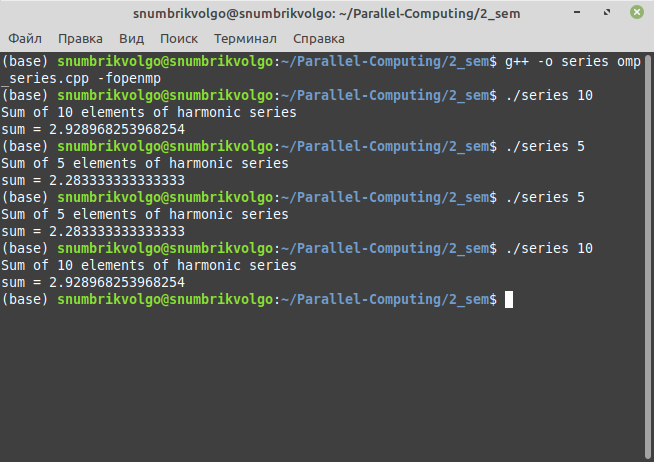 snumbrikvolgo@snumbrikvolgo: ~/Parallel-Computing/2_sem
Файл Правка Вид Поиск Терминал Справка
(base) snumbrikvolgo@snumbrikvolgo:~/Parallel-Computing/2_sem$ g++ -o series omp
_series.cpp -fopenmp
(base) snumbrikvolgo@snumbrikvolgo:~/Parallel-Computing/2_sem$ ./series 10
Sum of 10 elements of harmonic series
sum = 2.928968253968254
(base) snumbrikvolgo@snumbrikvolgo:~/Parallel-Computing/2_sem$ ./series 5
Sum of 5 elements of harmonic series
sum = 2.283333333333333
(base) snumbrikvolgo@snumbrikvolgo:~/Parallel-Computing/2_sem$ ./series 5
Sum of 5 elements of harmonic series
sum = 2.283333333333333
(base) snumbrikvolgo@snumbrikvolgo:~/Parallel-Computing/2_sem$ ./series 10
Sum of 10 elements of harmonic series
sum = 2.928968253968254
(base) snumbrikvolgo@snumbrikvolgo:~/Parallel-Computing/2_sem$